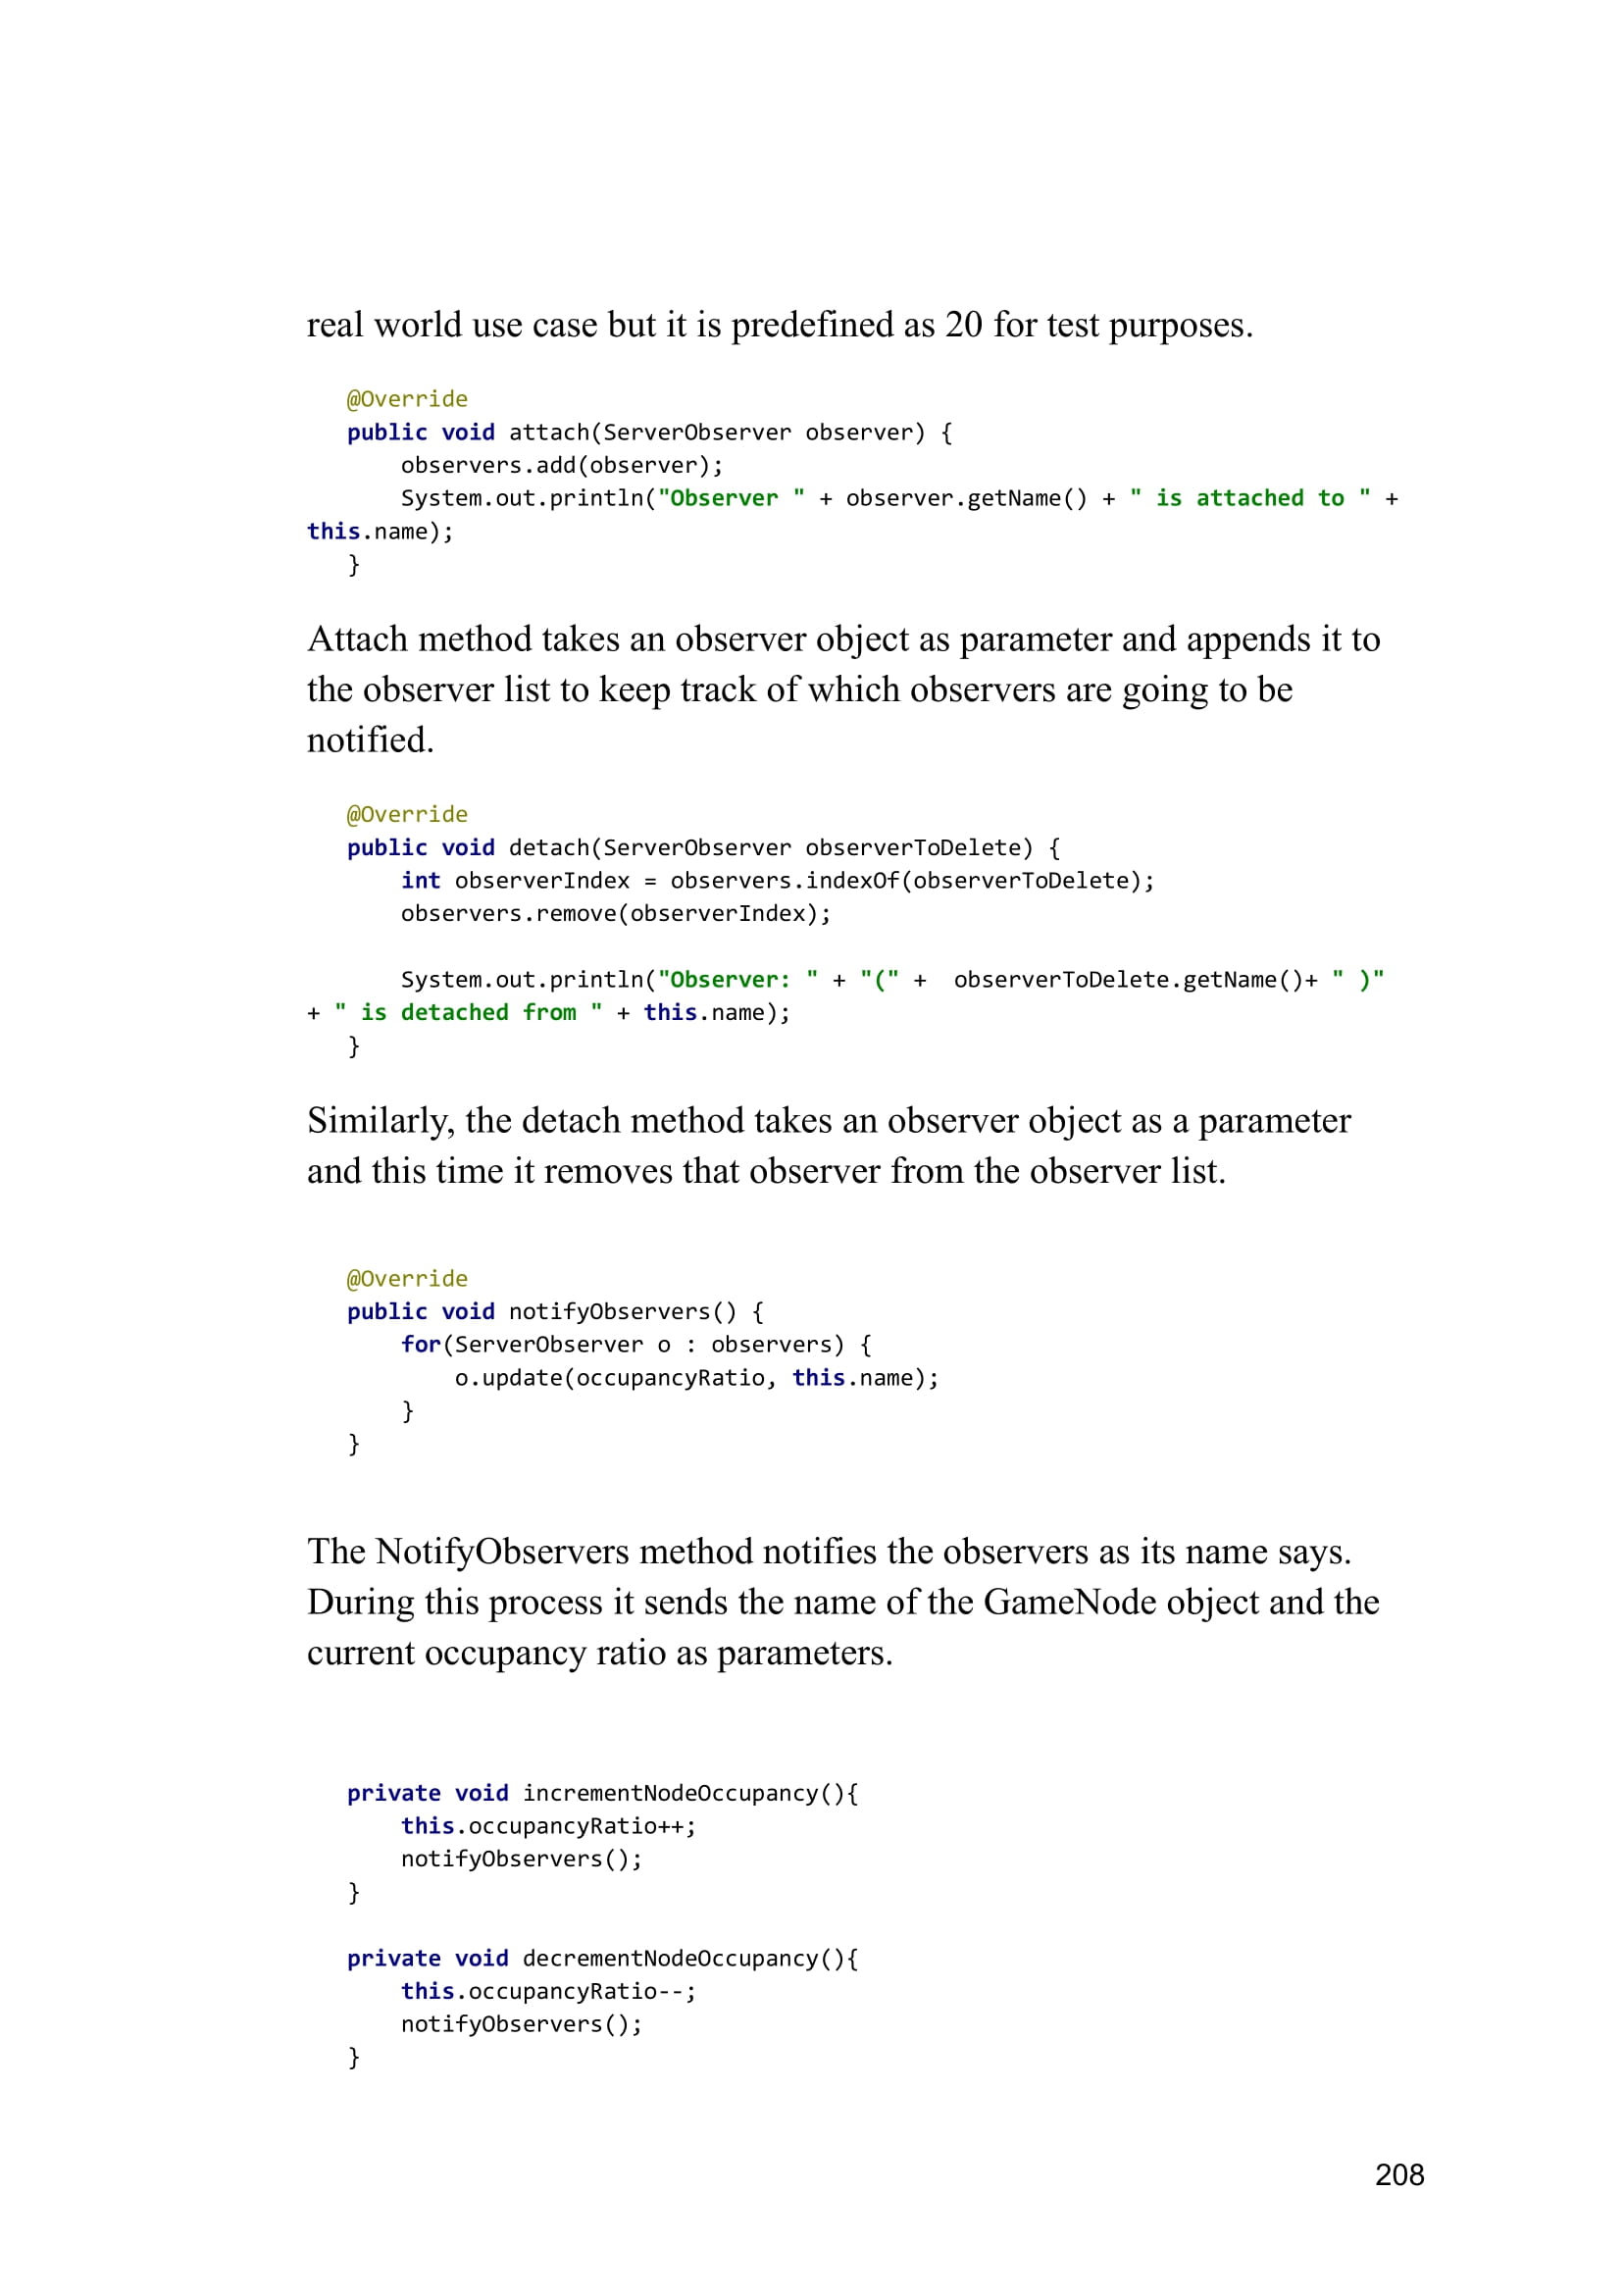 real world use case but it is predefined as 20 for test purposes.
@Override
public void attach(ServerObserver observer) {
observers.add(observer);
System.out.println("Observer " + observer.getName() + " is attached to " +
this.name);
}
Attach method takes an observer object as parameter and appends it to
the observer list to keep track of which observers are going to be
notified.
@Override
public void detach(ServerObserver observerToDelete) {
int observerIndex = observers.indexOf(observerToDelete);
observers.remove(observerIndex);
System.out.println("Observer: " + "(" +  observerToDelete.getName()+ " )"
+ " is detached from " + this.name);
}
Similarly, the detach method takes an observer object as a parameter
and this time it removes that observer from the observer list.
@Override
public void notifyObservers() {
for(ServerObserver o : observers) {
o.update(occupancyRatio, this.name);
}
}
The NotifyObservers method notifies the observers as its name says.
During this process it sends the name of the GameNode object and the
current occupancy ratio as parameters.
private void incrementNodeOccupancy(){
this.occupancyRatio++;
notifyObservers();
}
private void decrementNodeOccupancy(){
this.occupancyRatio--;
notifyObservers();
}
208